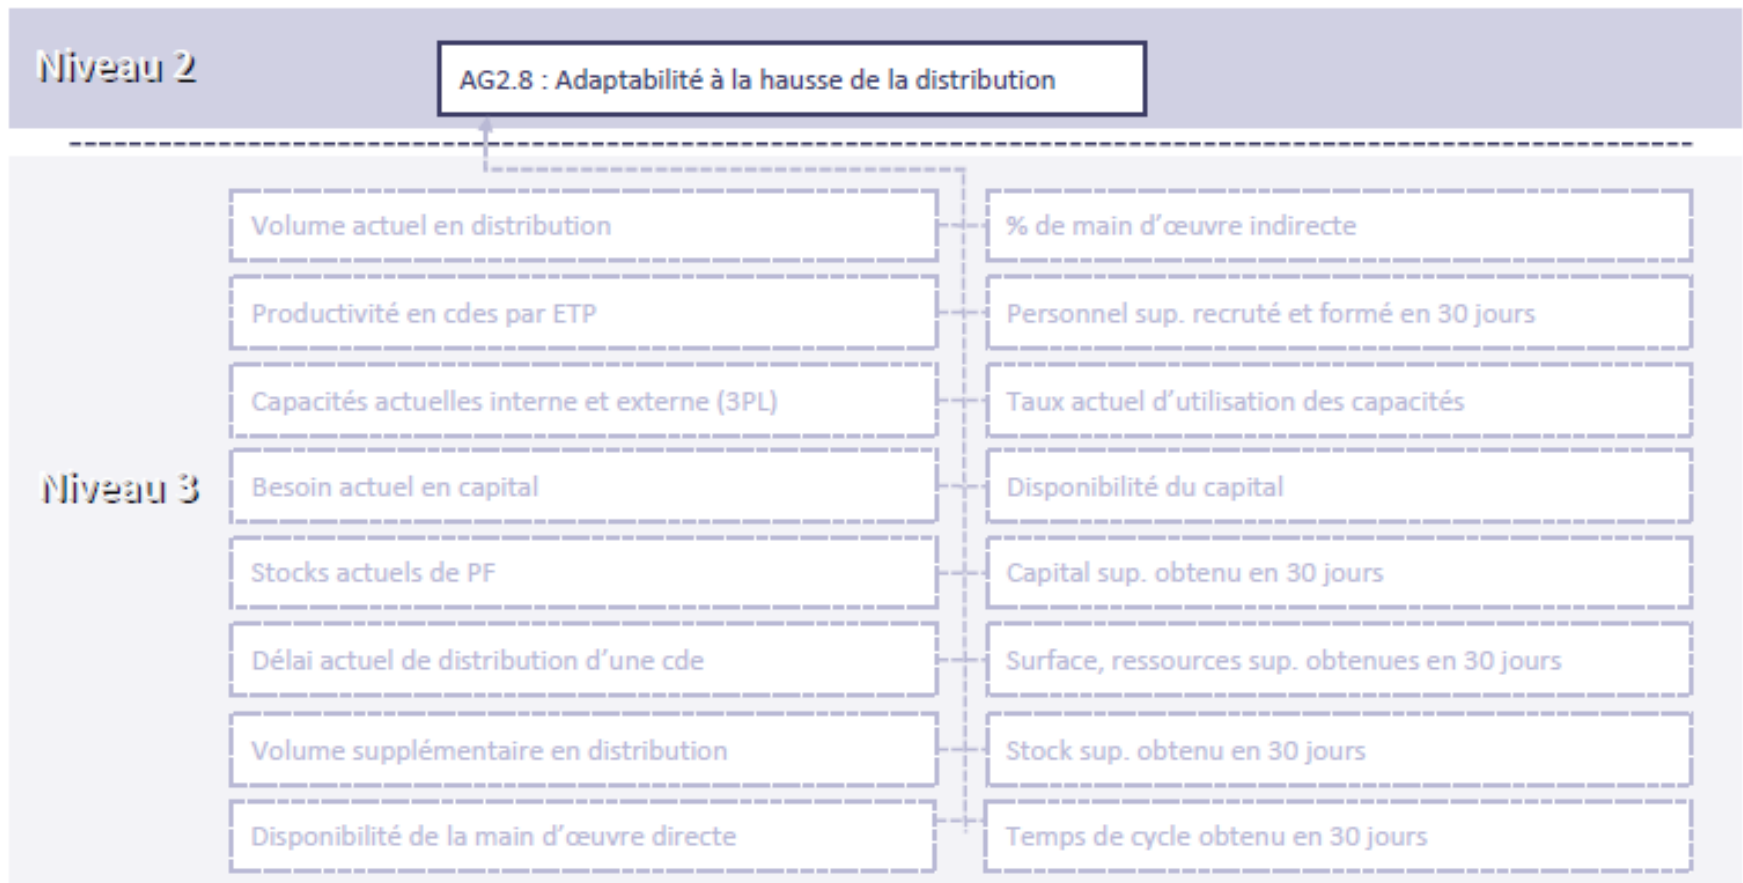 Niveau 2
AG2.8 : Adaptabilité à la hausse de la distribution
Volume actuel en distribution
% de main d’œuvre indirecte
Productivité en cdes par ETP
Personnel sup. recruté et formé en 30 jours
Capacités actuelles interne et externe (3PL)
Taux actuel d’utilisation des capacités
Niveau 3
Besoin actuel en capital
Disponibilité du capital
Stocks actuels de PF
Capital sup. obtenu en 30 jours
Délai actuel de distribution d’une cde
Surface, ressources sup. obtenues en 30 jours
Volume supplémentaire en distribution
Stock sup. obtenu en 30 jours
Disponibilité de la main d’œuvre directe
Temps de cycle obtenu en 30 jours